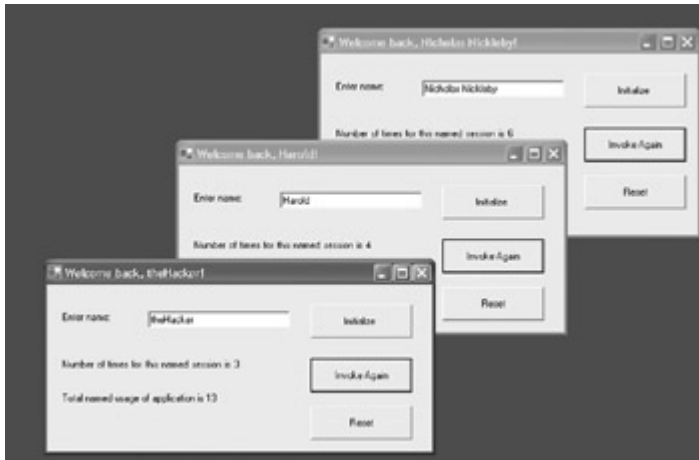 Welcome back, Nicholas Nickleby!
Enter name:
Nicholas Nickleby
Initialize
Number of times for this named session is 6
Invoke Again
Reset
Welcome back, Harold!
Enter name:
Harold
Initialize
Number of times for this named session is 4
Invoke Again
Reset
Welcome back, theHacker!
Enter name:
theHacker
Initialize
Number of times for this named session is 3
Invoke Again
Total named usage of application is 13
Reset